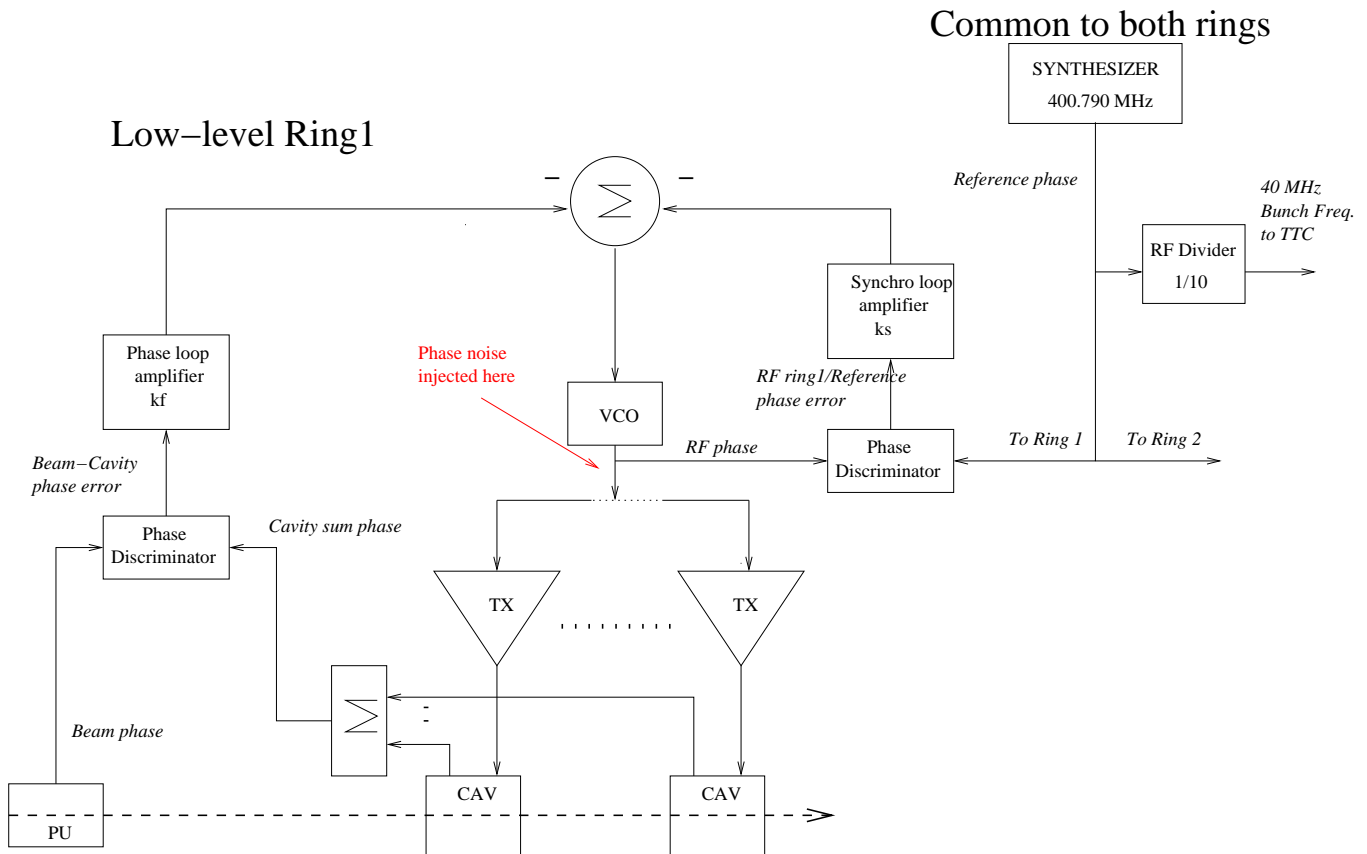 Common to both rings
SYNTHESIZER
400.790 MHz
Low−level Ring1
− Σ −
Reference phase
40 MHz
Bunch Freq.
to TTC
RF Divider
1/10
Synchro loop
amplifier
ks
Phase loop
amplifier
kf
Phase noise
injected here
RF ring1/Reference
phase error
VCO
RF phase
Phase
Discriminator
To Ring 1
To Ring 2
Beam−Cavity
phase error
Phase
Discriminator
Cavity sum phase
TX
TX
Σ
Beam phase
CAV
CAV
PU